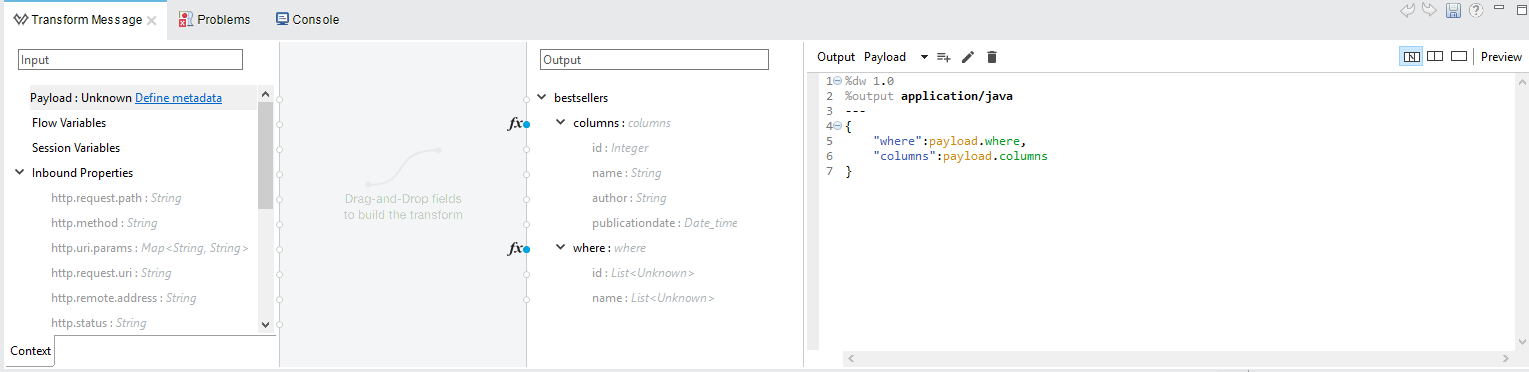 Transform Message
Problems
Console
Input
Payload : Unknown Define metadata
Flow Variables
Session Variables
Inbound Properties
http.request.path : String
http.method : String
http.uri.params : Map<String, String>
http.request.uri : String
http.remote.address : String
http.status : String
Context
Drag-and-Drop fields
to build the transform
fx
fx
Output
bestsellers
columns : columns
id : Integer
name : String
author : String
publicationdate : Date_time
where : where
id : List<Unknown>
name : List<Unknown>
Output Payload
Preview
1 %dw 1.0
2 %output application/java
3 ---
4 {
5 "where":payload.where,
6 "columns":payload.columns
7 }